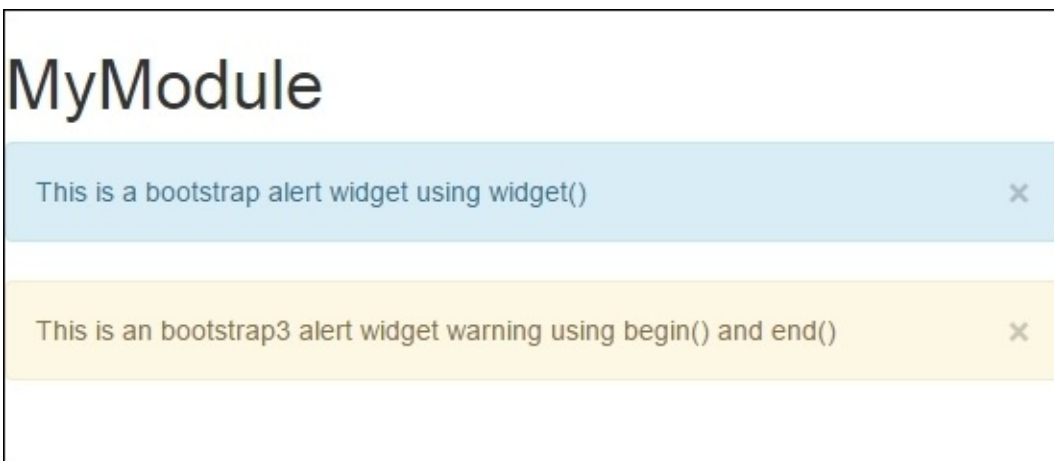 MyModule
This is a bootstrap alert widget using widget() ×
This is an bootstrap3 alert widget warning using begin() and end() ×